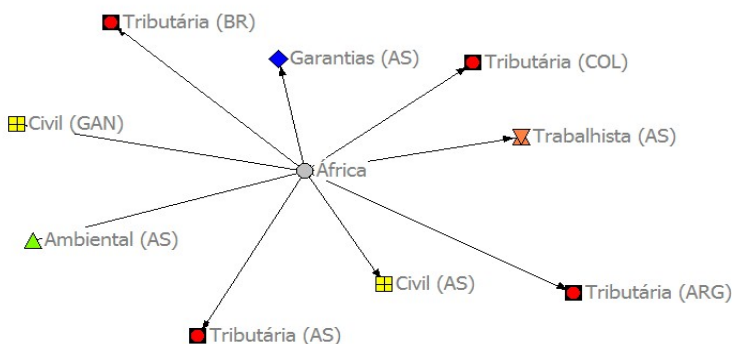 Tributária (BR)
Garantias (AS)
Tributária (COL)
Civil (GAN)
Trabalhista (AS)
África
Ambiental (AS)
Civil (AS)
Tributária (ARG)
Tributária (AS)